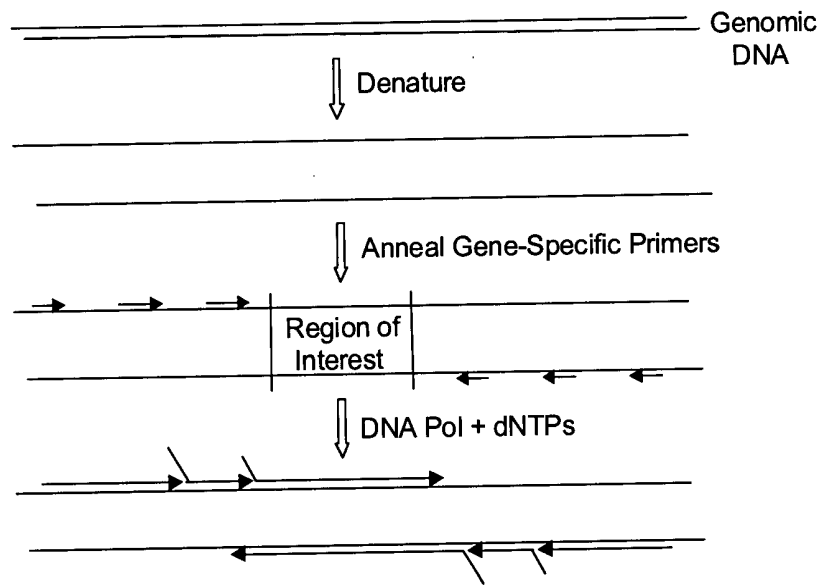 Genomic
DNA
Denature
Anneal Gene-Specific Primers
Region of
Interest
DNA Pol + dNTPs